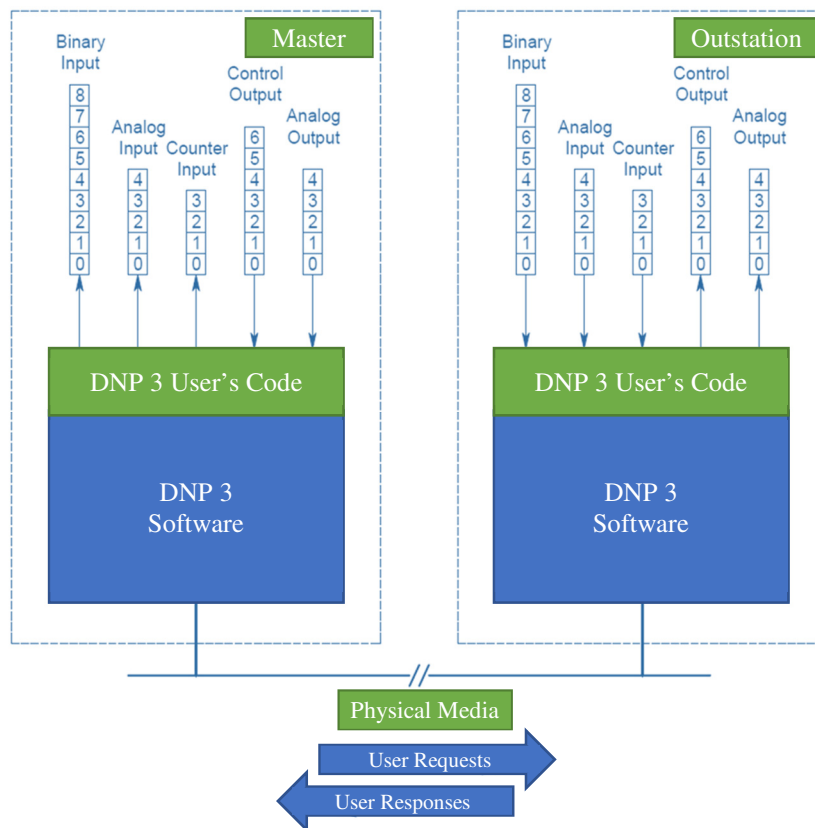 Master
Binary
Input
8
7
6
5
4
3
2
1
0
Analog
Input
4
3
2
1
0
Counter
Input
3
2
1
0
Control
Output
6
5
4
3
2
1
0
Analog
Output
4
3
2
1
0
DNP 3 User's Code
DNP 3
Software
Outstation
Binary
Input
8
7
6
5
4
3
2
1
0
Analog
Input
4
3
2
1
0
Counter
Input
3
2
1
0
Control
Output
6
5
4
3
2
1
0
Analog
Output
4
3
2
1
0
DNP 3 User's Code
DNP 3
Software
Physical Media
User Requests
User Responses